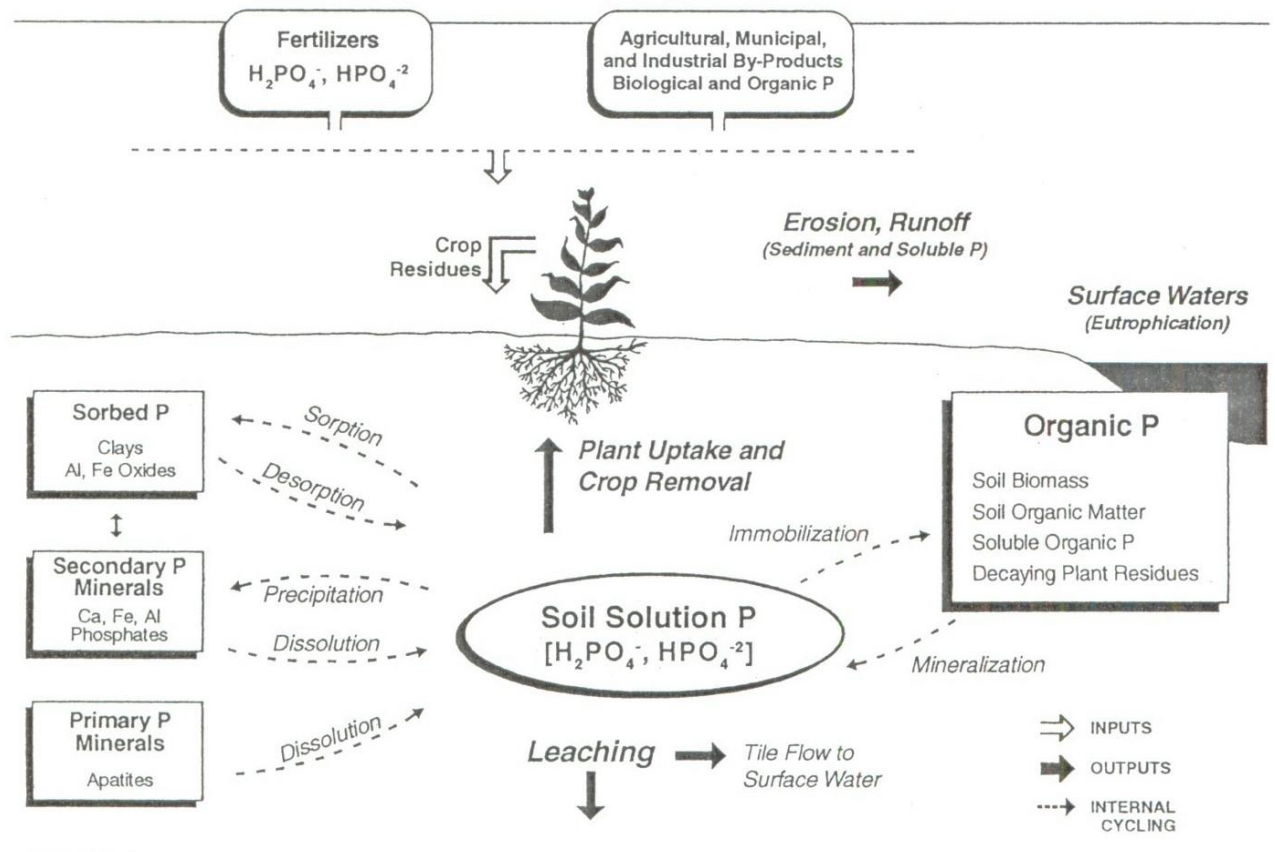 Fertilizers
H₂PO₄⁻, HPO₄⁻²
Agricultural, Municipal,
and Industrial By-Products
Biological and Organic P
Crop
Residues
Erosion, Runoff
(Sediment and Soluble P)
Surface Waters
(Eutrophication)
Sorbed P
Clays
Al, Fe Oxides
Sorption
Desorption
Plant Uptake and
Crop Removal
Organic P
Soil Biomass
Soil Organic Matter
Soluble Organic P
Decaying Plant Residues
Immobilization
Secondary P
Minerals
Ca, Fe, Al
Phosphates
Precipitation
Dissolution
Soil Solution P
[H₂PO₄⁻, HPO₄⁻²]
Mineralization
Primary P
Minerals
Apatites
Dissolution
Leaching
Tile Flow to
Surface Water
INPUTS
OUTPUTS
INTERNAL
CYCLING